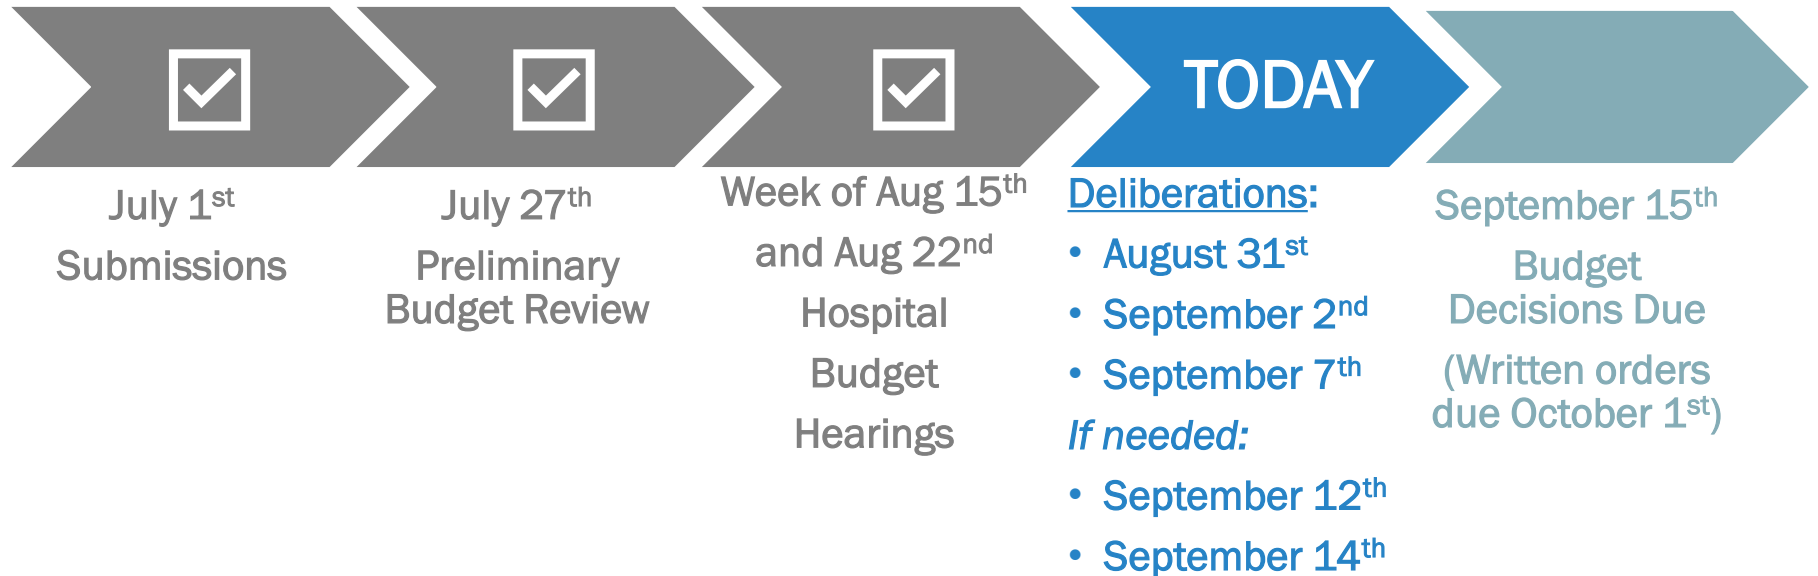 TODAY
July 1st
Submissions
July 27th
Preliminary
Budget Review
Week of Aug 15th
and Aug 22nd
Hospital
Budget
Hearings
Deliberations:
• August 31st
• September 2nd
• September 7th
If needed:
• September 12th
• September 14th
September 15th
Budget
Decisions Due
(Written orders
due October 1st)